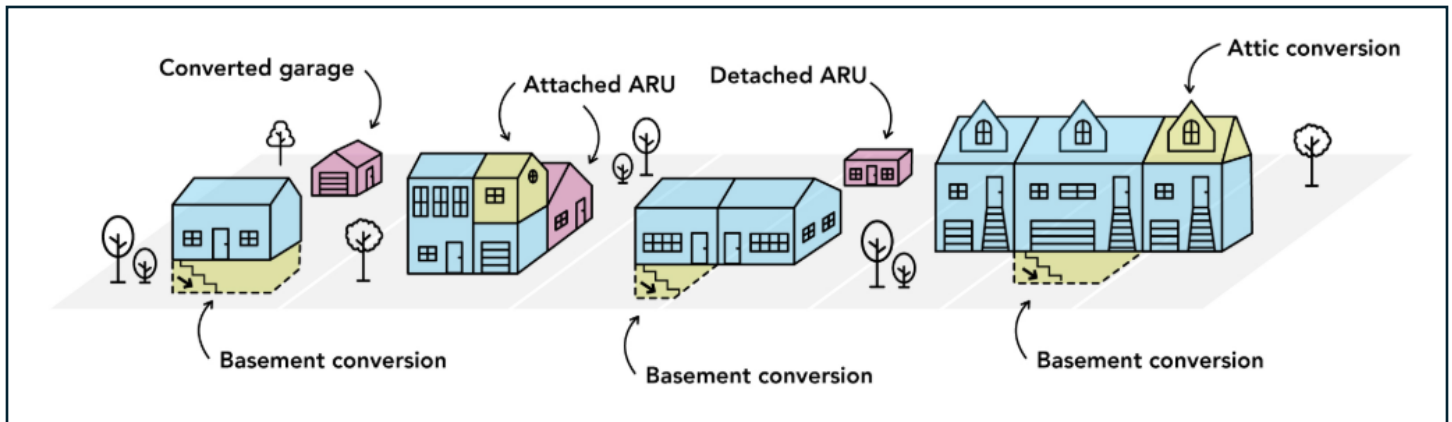 Converted garage
Attached ARU
Detached ARU
Attic conversion
Basement conversion
Basement conversion
Basement conversion